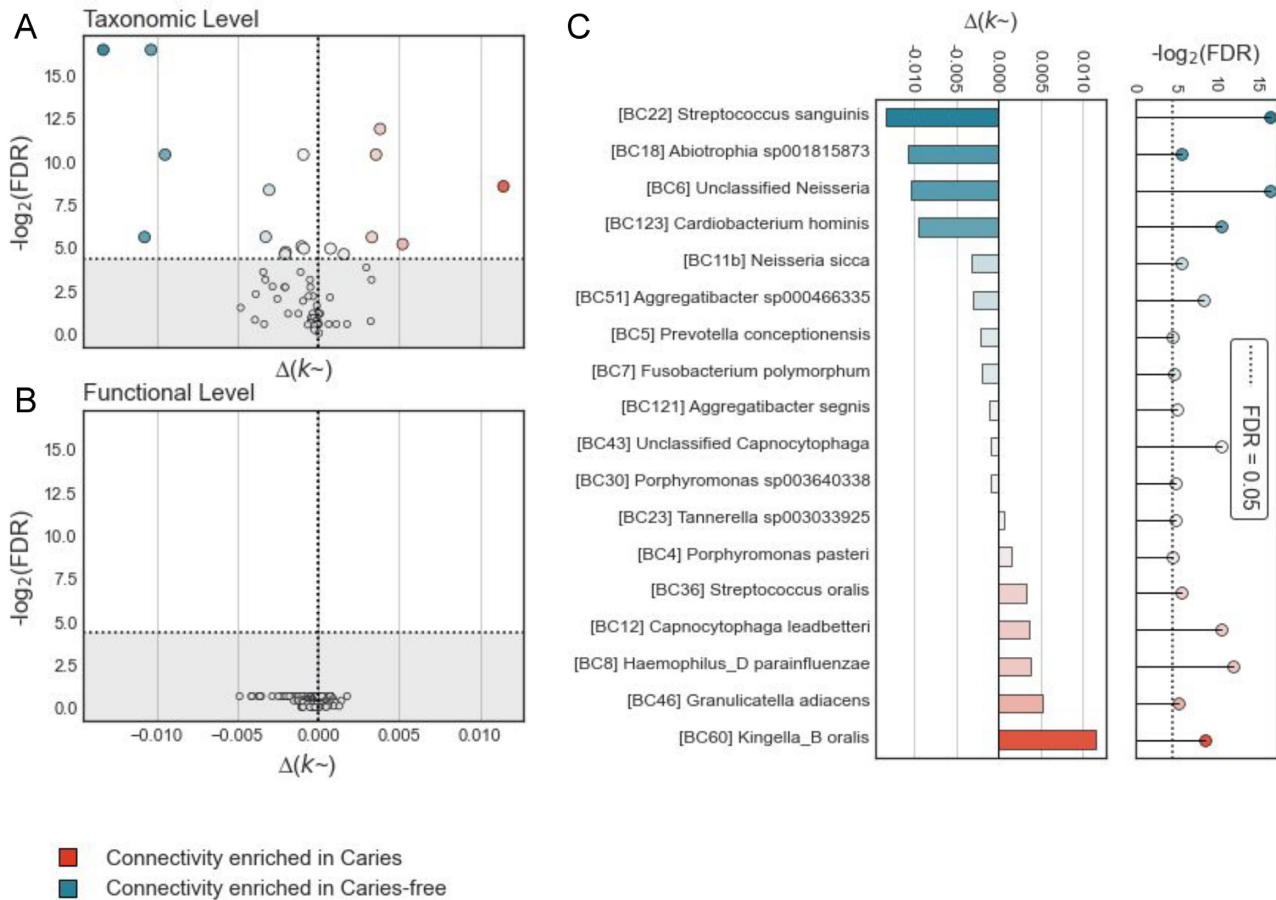 A
Taxonomic Level
-log₂(FDR)
15.0
12.5
10.0
7.5
5.0
2.5
0.0
Δ(k~)
B
Functional Level
-log₂(FDR)
15.0
12.5
10.0
7.5
5.0
2.5
0.0
−0.010 −0.005 0.000 0.005 0.010
Δ(k~)
C
Δ(k~)
-0.010 -0.005 0.000 0.005 0.010
-log₂(FDR)
0 5 10 15
[BC22] Streptococcus sanguinis
[BC18] Abiotrophia sp001815873
[BC6] Unclassified Neisseria
[BC123] Cardiobacterium hominis
[BC11b] Neisseria sicca
[BC51] Aggregatibacter sp000466335
[BC5] Prevotella conceptionensis
[BC7] Fusobacterium polymorphum
[BC121] Aggregatibacter segnis
[BC43] Unclassified Capnocytophaga
[BC30] Porphyromonas sp003640338
[BC23] Tannerella sp003033925
[BC4] Porphyromonas pasteri
[BC36] Streptococcus oralis
[BC12] Capnocytophaga leadbetteri
[BC8] Haemophilus_D parainfluenzae
[BC46] Granulicatella adiacens
[BC60] Kingella_B oralis
FDR = 0.05
Connectivity enriched in Caries
Connectivity enriched in Caries-free